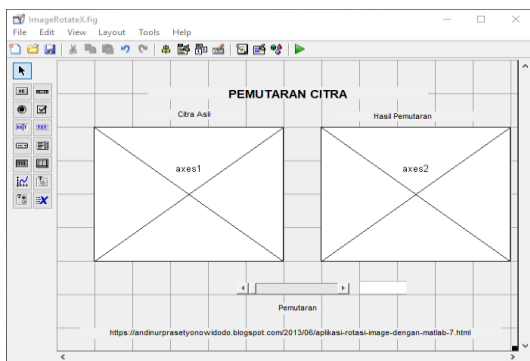 ImageRotateX.fig
File Edit View Layout Tools Help
PEMUTARAN CITRA
Citra Asli
Hasil Pemutaran
axes1
axes2
Pemutaran
https://andinurprasetyonowidodo.blogspot.com/2013/06/aplikasi-rotasi-image-dengan-matlab-7.html